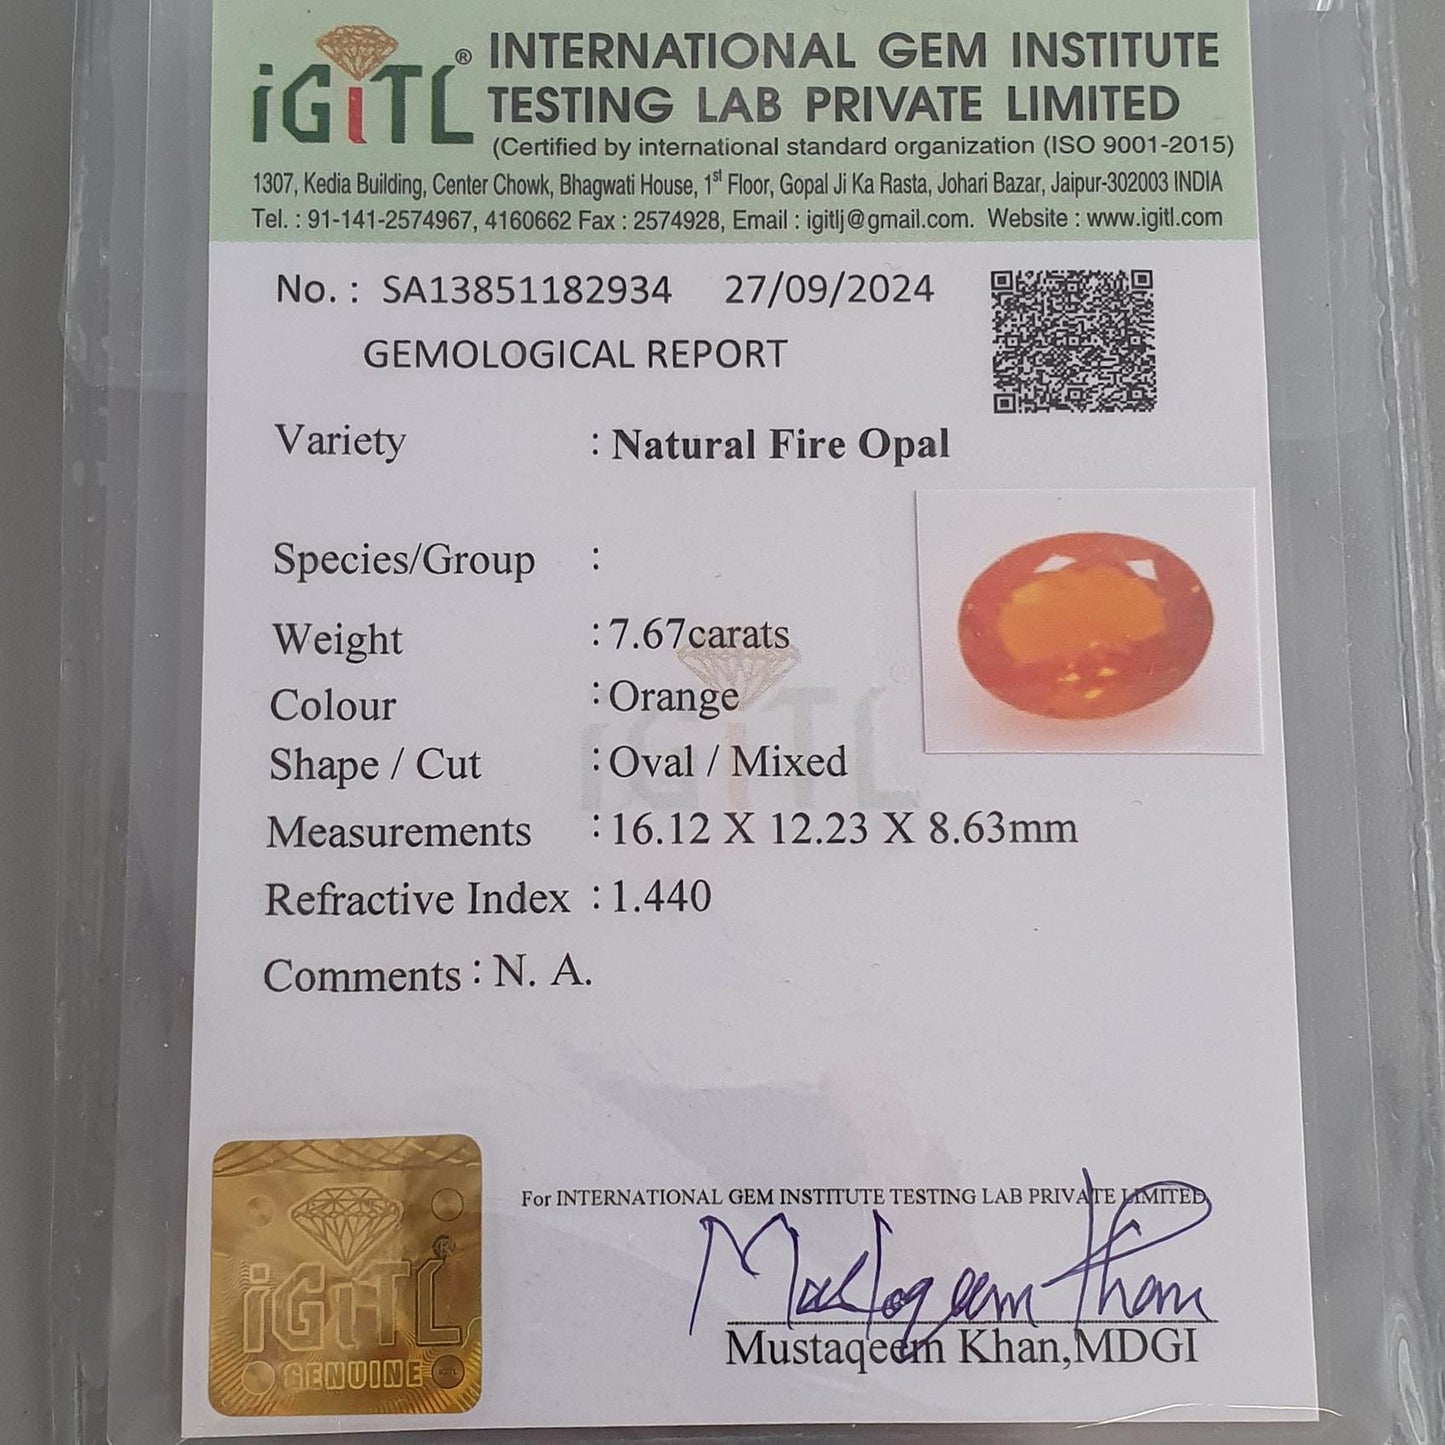 iGiTL®
INTERNATIONAL GEM INSTITUTE
TESTING LAB PRIVATE LIMITED
(Certified by international standard organization (ISO 9001-2015)
1307, Kedia Building, Center Chowk, Bhagwati House, 1st Floor, Gopal Ji Ka Rasta, Johari Bazar, Jaipur-302003 INDIA
Tel. : 91-141-2574967, 4160662 Fax : 2574928, Email : igitlj@gmail.com. Website : www.igitl.com
No. : SA13851182934 27/09/2024
GEMOLOGICAL REPORT
Variety : Natural Fire Opal
Species/Group :
Weight : 7.67carats
Colour : Orange
Shape / Cut : Oval / Mixed
iGiTL®
Measurements : 16.12 X 12.23 X 8.63mm
Refractive Index : 1.440
Comments : N. A.
For INTERNATIONAL GEM INSTITUTE TESTING LAB PRIVATE LIMITED
Mustaqeem Khan
Mustaqeem Khan,MDGI
iGiTL®
GENUINE